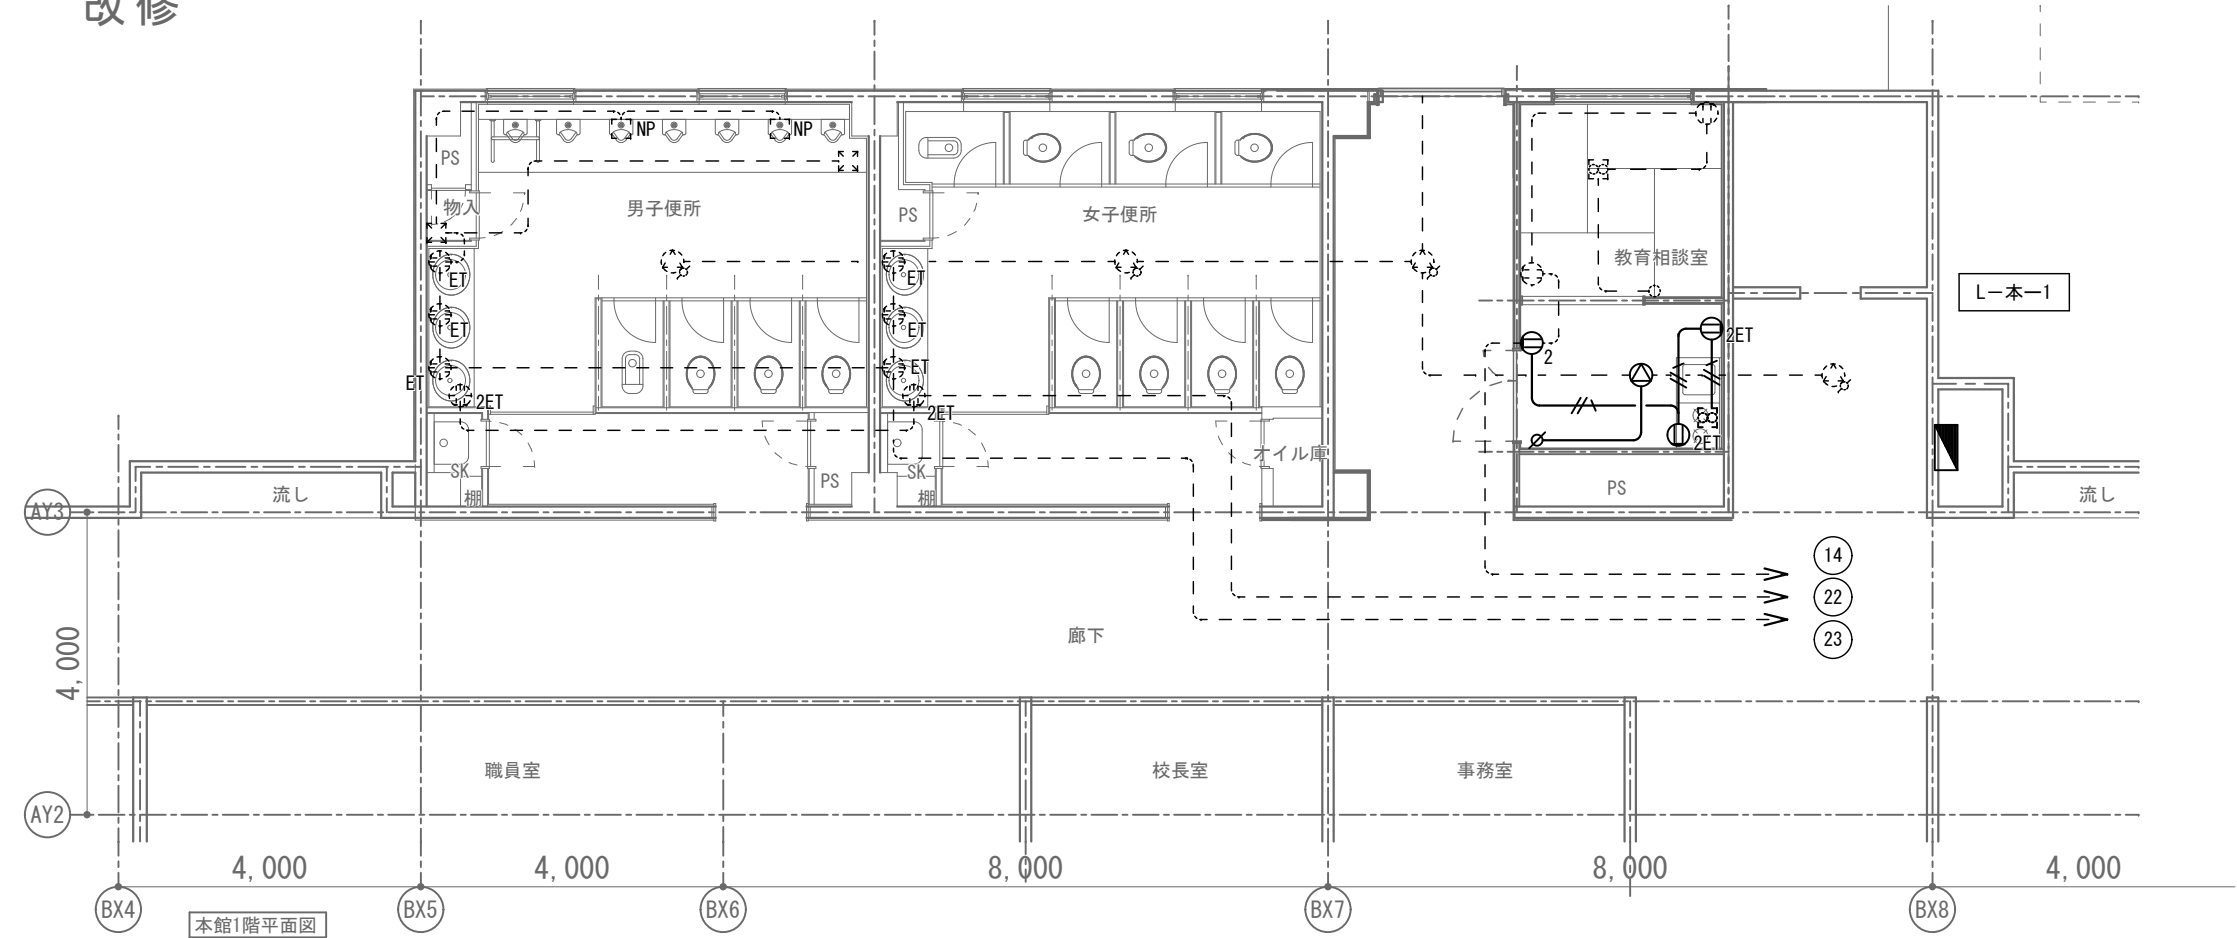 改修
NP
NP
PS
物入
男子便所
PS
女子便所
教育相談室
L－本－1
ET
ET
ET
ET
2ET
2
ET
ET
2ET
2ET
2ET
SK
棚
PS
SK
棚
オイル庫
PS
流し
流し
AY3
14
22
23
廊下
4,000
職員室
校長室
事務室
AY2
4,000
4,000
8,000
8,000
4,000
BX4
BX5
BX6
BX7
BX8
本館1階平面図